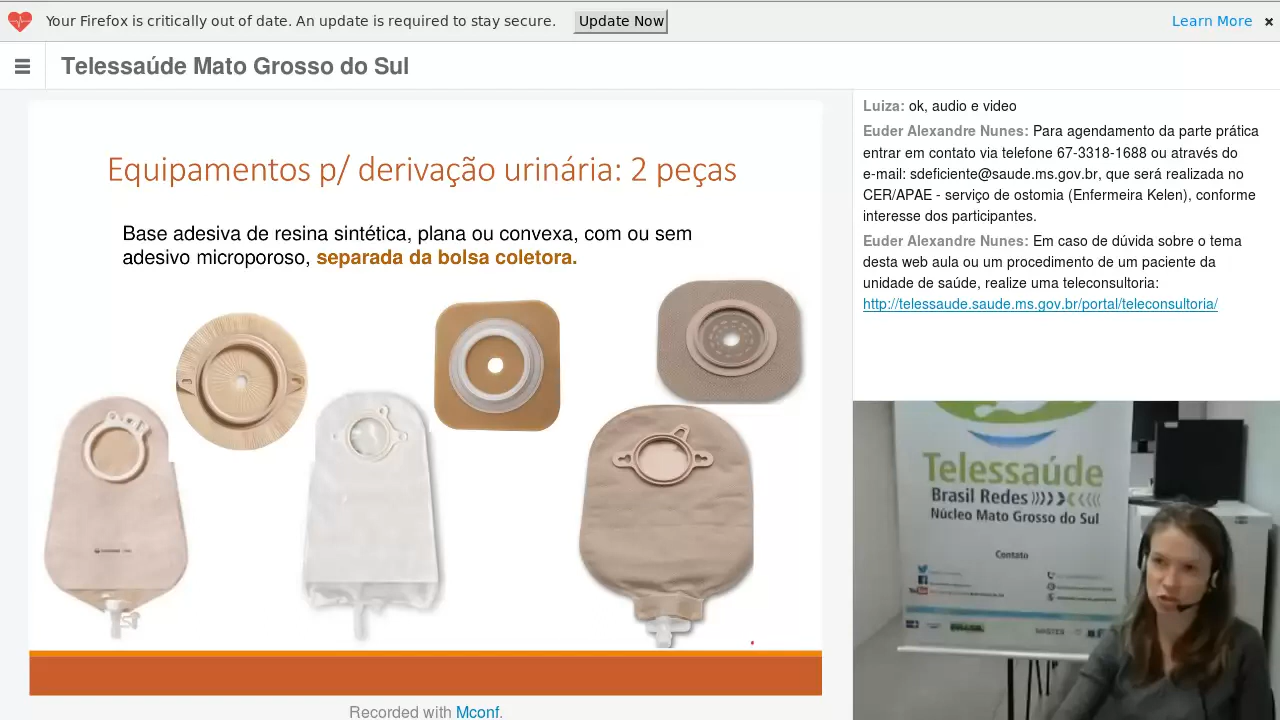 Your Firefox is critically out of date. An update is required to stay secure.
Update Now
Learn More
Telessaúde Mato Grosso do Sul
Equipamentos p/ derivação urinária: 2 peças
Base adesiva de resina sintética, plana ou convexa, com ou sem
adesivo microporoso, separada da bolsa coletora.
Recorded with Mconf.
Luiza: ok, audio e video
Euder Alexandre Nunes: Para agendamento da parte prática
entrar em contato via telefone 67-3318-1688 ou através do
e-mail: sdeficiente@saude.ms.gov.br, que será realizada no
CER/APAE - serviço de ostomia (Enfermeira Kelen), conforme
interesse dos participantes.
Euder Alexandre Nunes: Em caso de dúvida sobre o tema
desta web aula ou um procedimento de um paciente da
unidade de saúde, realize uma teleconsultoria:
http://telessaude.saude.ms.gov.br/portal/teleconsultoria/
Telessaúde
Brasil Redes
Núcleo Mato Grosso do Sul
Contato